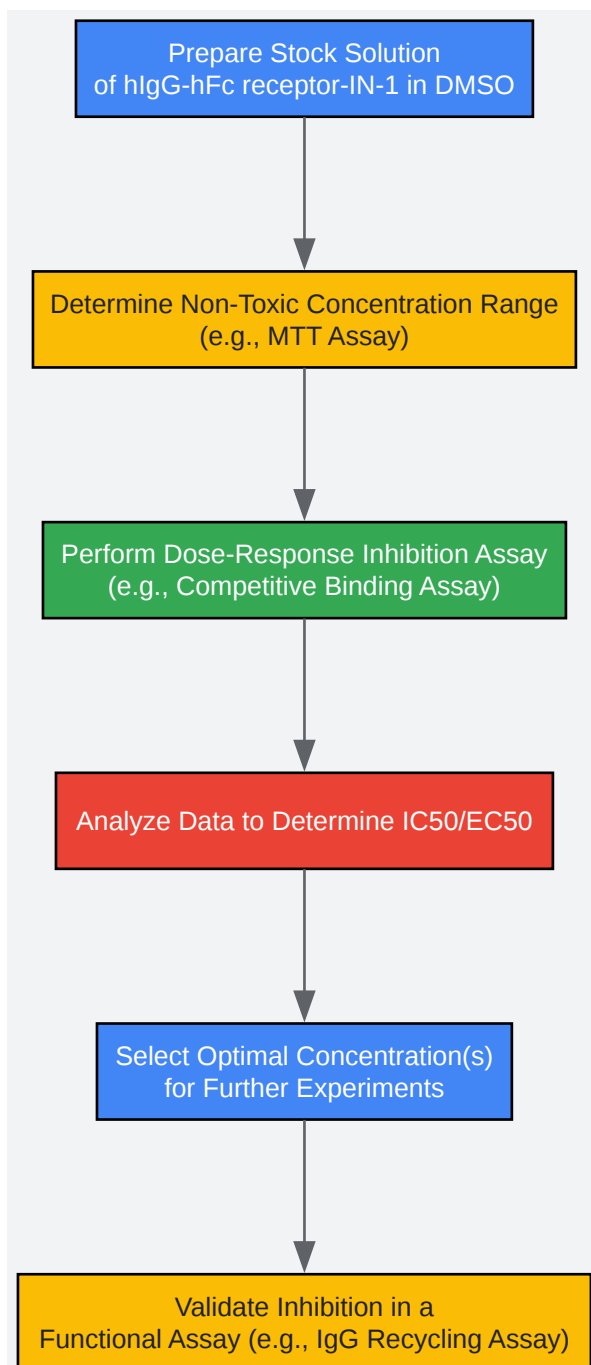 Prepare Stock Solution
of hIgG-hFc receptor-IN-1 in DMSO
Determine Non-Toxic Concentration Range
(e.g., MTT Assay)
Perform Dose-Response Inhibition Assay
(e.g., Competitive Binding Assay)
Analyze Data to Determine IC50/EC50
Select Optimal Concentration(s)
for Further Experiments
Validate Inhibition in a
Functional Assay (e.g., IgG Recycling Assay)